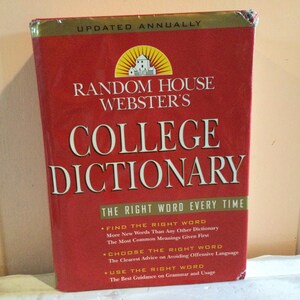 UPDATED ANNUALLY
RANDOM HOUSE
WEBSTER'S
COLLEGE
DICTIONARY
THE RIGHT WORD EVERY TIME
• FIND THE RIGHT WORD
More New Words Than Any Other Dictionary
The Most Common Meanings Given First
• CHOOSE THE RIGHT WORD
The Clearest Advice on Avoiding Offensive Language
• USE THE RIGHT WORD
The Best Guidance on Grammar and Usage